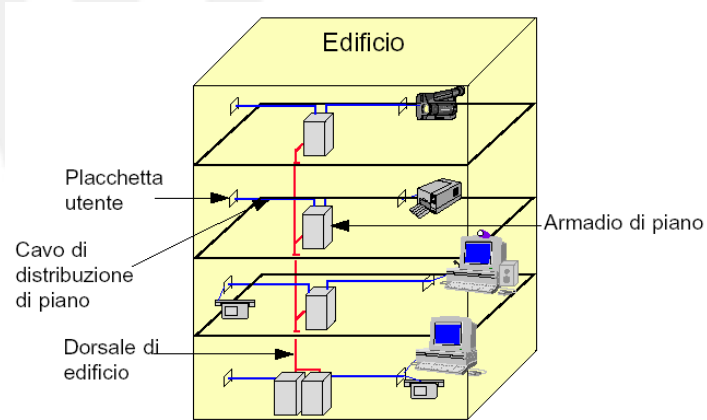 Edificio
Placchetta
utente
Armadio di piano
Cavo di
distribuzione
di piano
Dorsale di
edificio